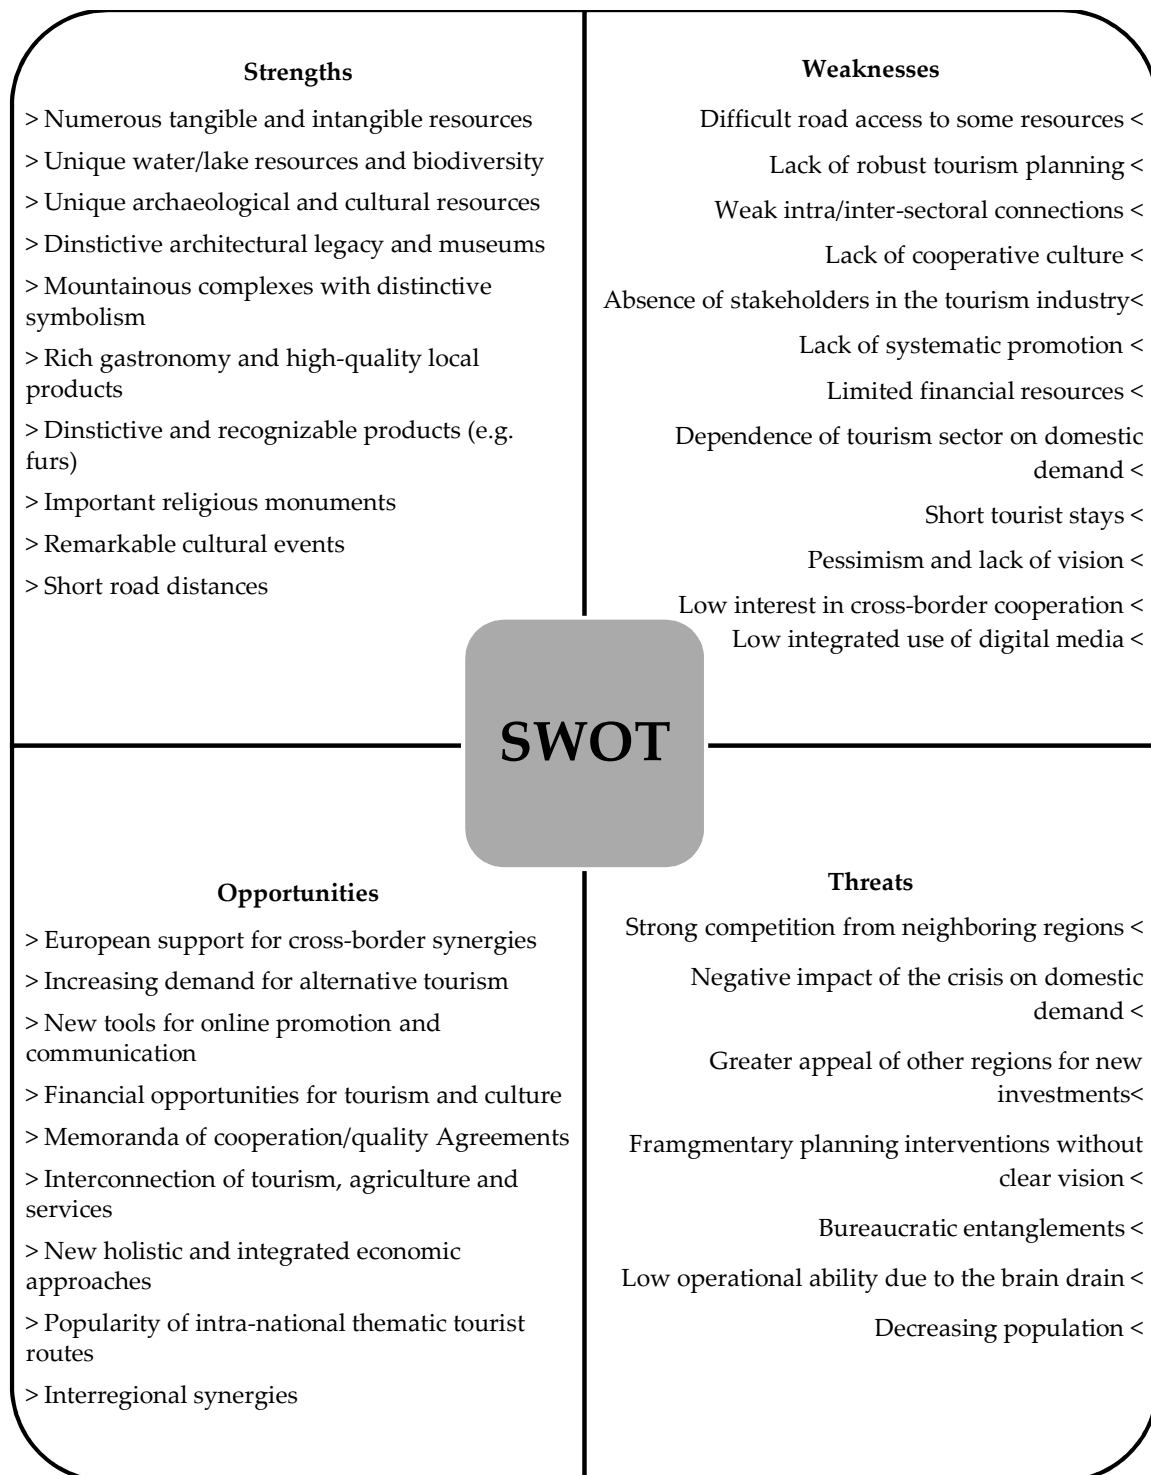 Strengths
> Numerous tangible and intangible resources
> Unique water/lake resources and biodiversity
> Unique archaeological and cultural resources
> Dinstictive architectural legacy and museums
> Mountainous complexes with distinctive
symbolism
> Rich gastronomy and high-quality local
products
> Dinstictive and recognizable products (e.g.
furs)
> Important religious monuments
> Remarkable cultural events
> Short road distances
Weaknesses
Difficult road access to some resources <
Lack of robust tourism planning <
Weak intra/inter-sectoral connections <
Lack of cooperative culture <
Absence of stakeholders in the tourism industry<
Lack of systematic promotion <
Limited financial resources <
Dependence of tourism sector on domestic
demand <
Short tourist stays <
Pessimism and lack of vision <
Low interest in cross-border cooperation <
Low integrated use of digital media <
SWOT
Opportunities
> European support for cross-border synergies
> Increasing demand for alternative tourism
> New tools for online promotion and
communication
> Financial opportunities for tourism and culture
> Memoranda of cooperation/quality Agreements
> Interconnection of tourism, agriculture and
services
> New holistic and integrated economic
approaches
> Popularity of intra-national thematic tourist
routes
> Interregional synergies
Threats
Strong competition from neighboring regions <
Negative impact of the crisis on domestic
demand <
Greater appeal of other regions for new
investments<
Framgmentary planning interventions without
clear vision <
Bureaucratic entanglements <
Low operational ability due to the brain drain <
Decreasing population <